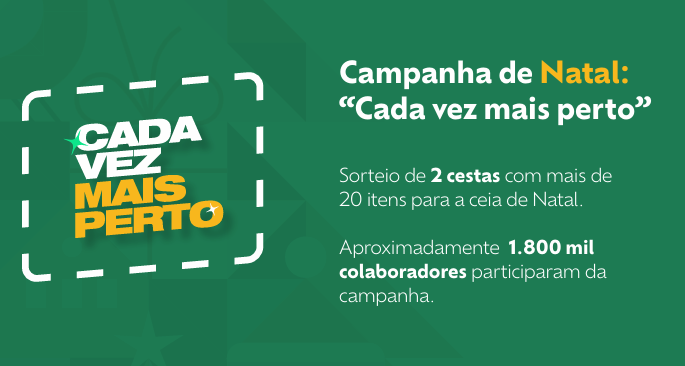 CADA
VEZ
MAIS
PERTO
Campanha de Natal:
“Cada vez mais perto”
Sorteio de 2 cestas com mais de
20 itens para a ceia de Natal.
Aproximadamente 1.800 mil
colaboradores participaram da
campanha.